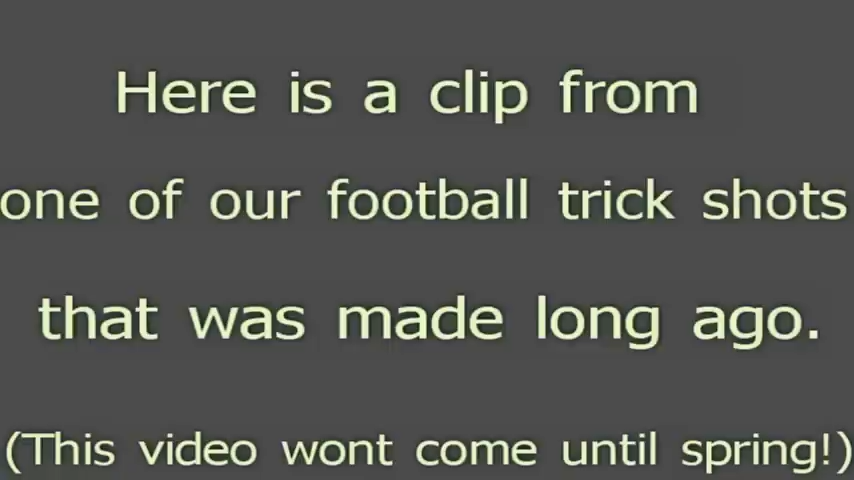 Here is a clip from
one of our football trick shots
that was made long ago.
(This video wont come until spring!)